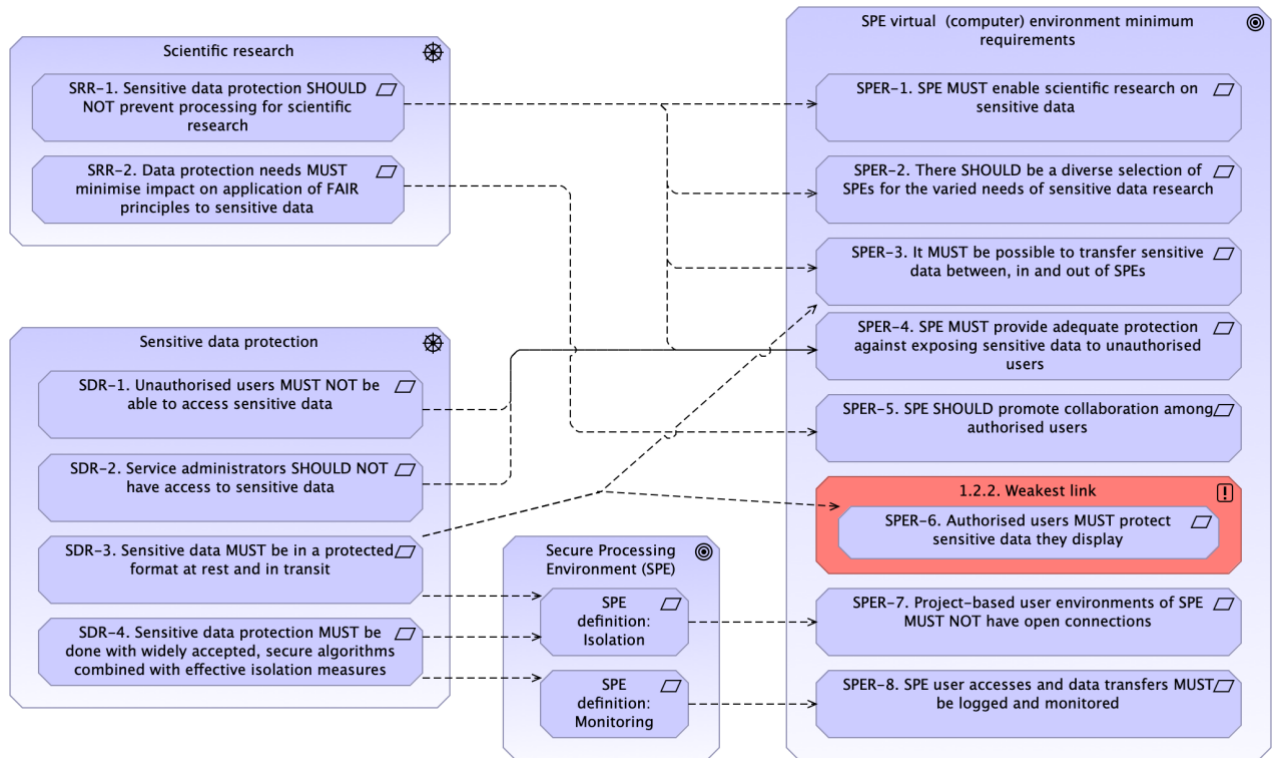 Scientific research
SRR-1. Sensitive data protection SHOULD
NOT prevent processing for scientific
research
SRR-2. Data protection needs MUST
minimise impact on application of FAIR
principles to sensitive data
Sensitive data protection
SDR-1. Unauthorised users MUST NOT be
able to access sensitive data
SDR-2. Service administrators SHOULD NOT
have access to sensitive data
SDR-3. Sensitive data MUST be in a protected
format at rest and in transit
SDR-4. Sensitive data protection MUST be
done with widely accepted, secure algorithms
combined with effective isolation measures
Secure Processing
Environment (SPE)
SPE
definition:
Isolation
SPE
definition:
Monitoring
SPE virtual (computer) environment minimum
requirements
SPER-1. SPE MUST enable scientific research on
sensitive data
SPER-2. There SHOULD be a diverse selection of
SPEs for the varied needs of sensitive data research
SPER-3. It MUST be possible to transfer sensitive
data between, in and out of SPEs
SPER-4. SPE MUST provide adequate protection
against exposing sensitive data to unauthorised
users
SPER-5. SPE SHOULD promote collaboration among
authorised users
1.2.2. Weakest link
SPER-6. Authorised users MUST protect
sensitive data they display
SPER-7. Project-based user environments of SPE
MUST NOT have open connections
SPER-8. SPE user accesses and data transfers MUST
be logged and monitored